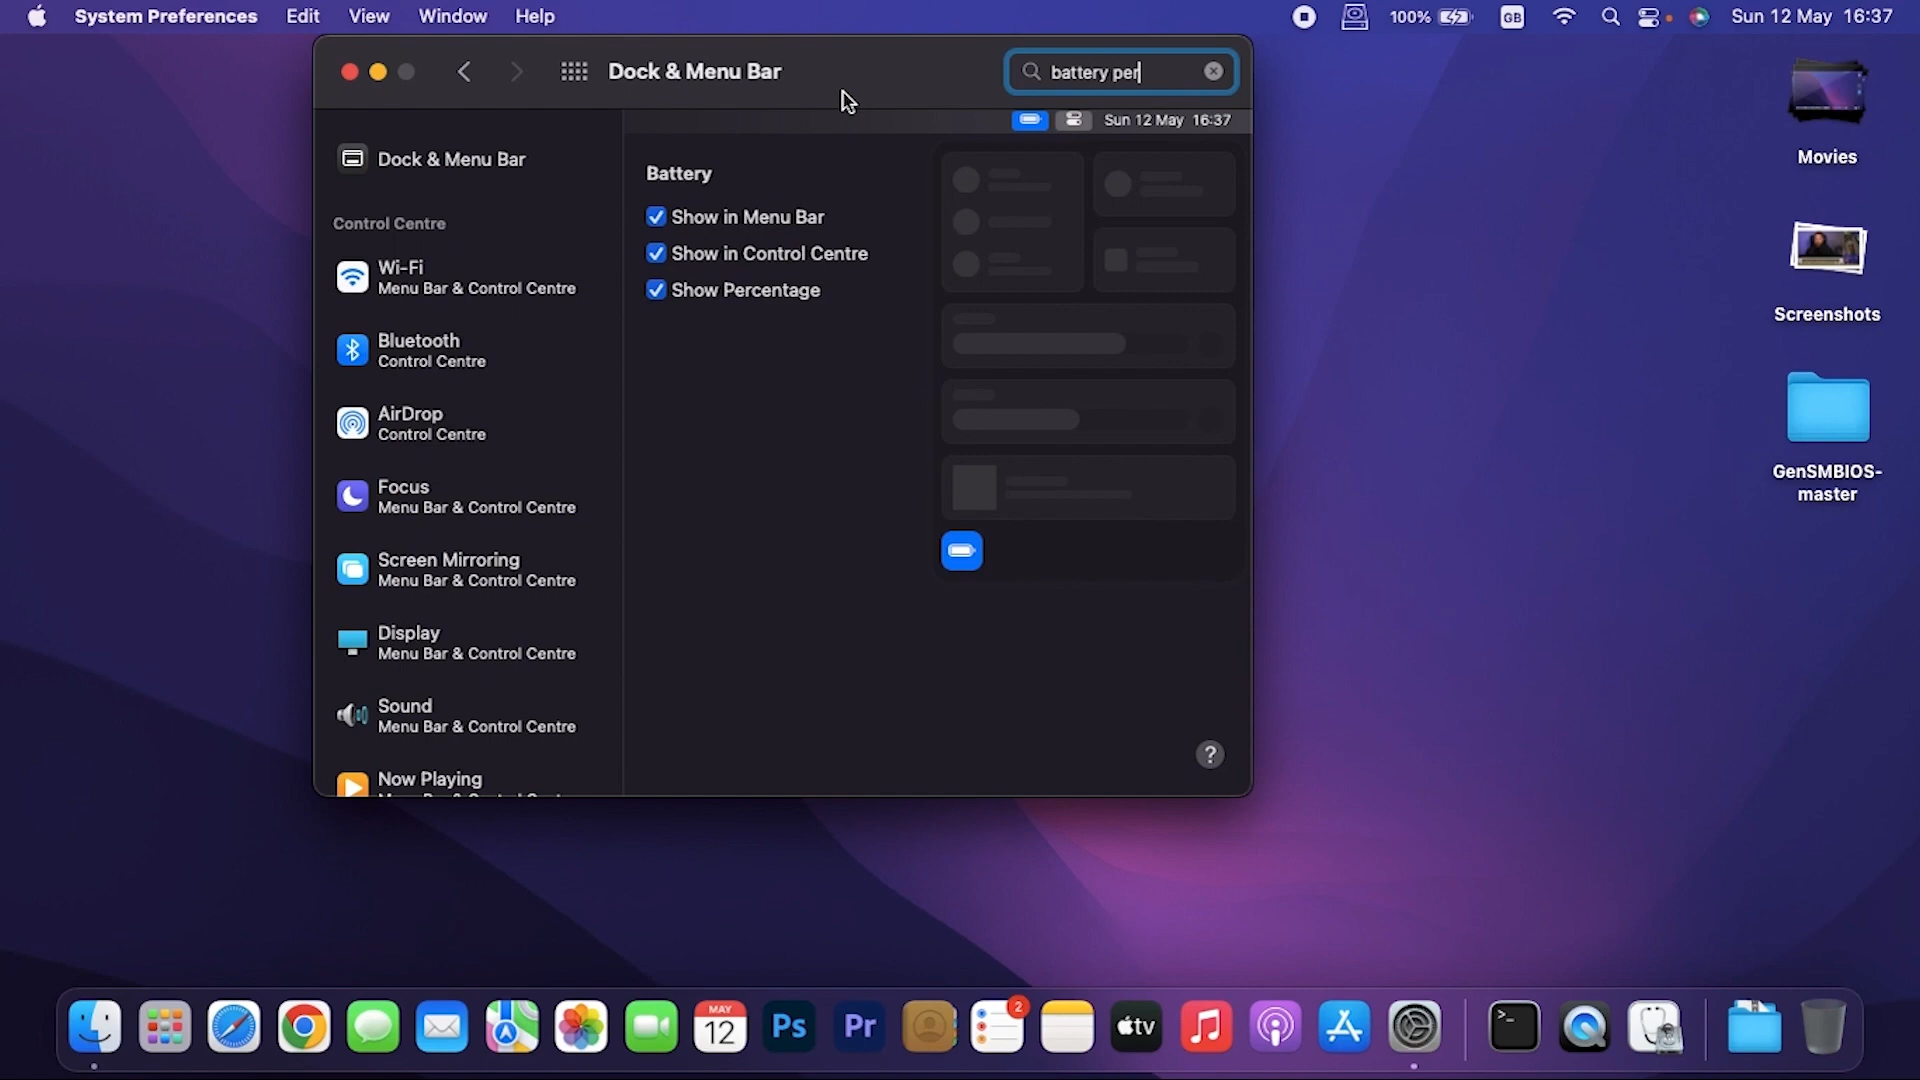 System Preferences Edit View Window Help 100% GB Sun 12 May 16:37
Dock & Menu Bar battery per
Sun 12 May 16:37
Dock & Menu Bar
Control Centre
Wi-Fi
Menu Bar & Control Centre
Bluetooth
Control Centre
AirDrop
Control Centre
Focus
Menu Bar & Control Centre
Screen Mirroring
Menu Bar & Control Centre
Display
Menu Bar & Control Centre
Sound
Menu Bar & Control Centre
Now Playing
Battery
Show in Menu Bar
Show in Control Centre
Show Percentage
?
Movies
Screenshots
GenSMBIOS-
master
MAY
12
Ps
Pr
2
tv
>_